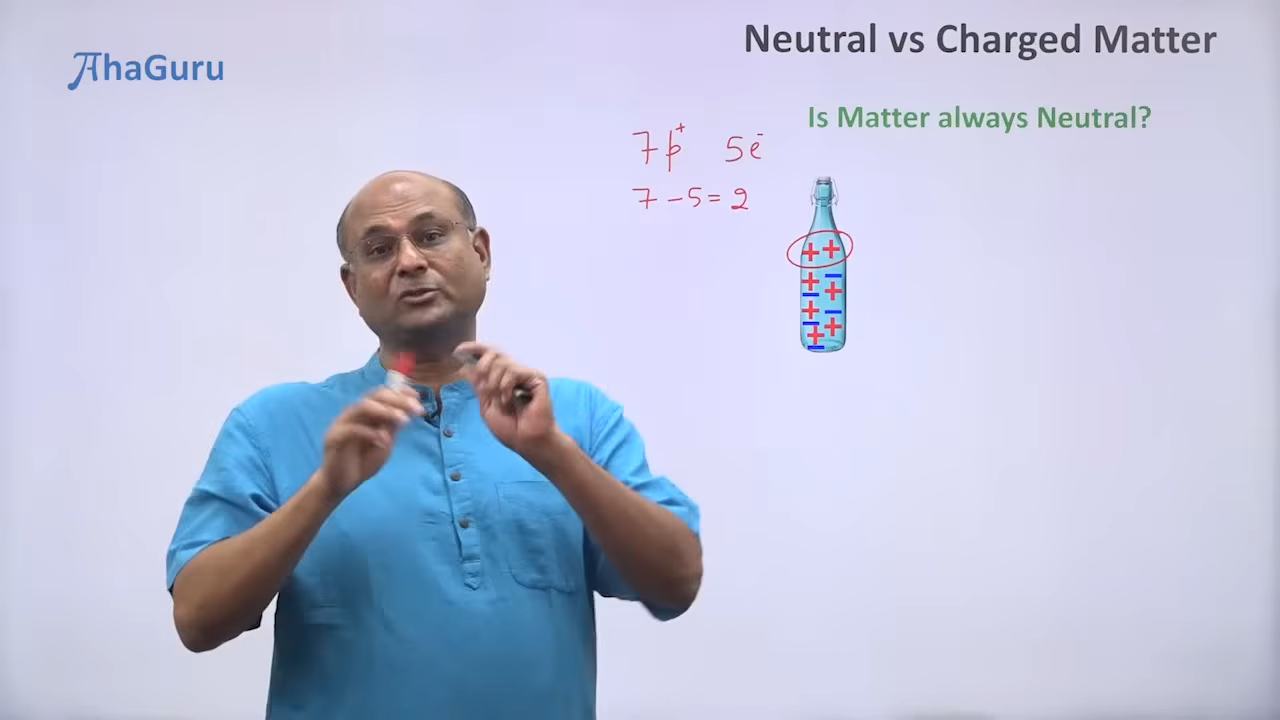 AhaGuru
Neutral vs Charged Matter
Is Matter always Neutral?
7p⁺ 5e⁻
7 - 5 = 2